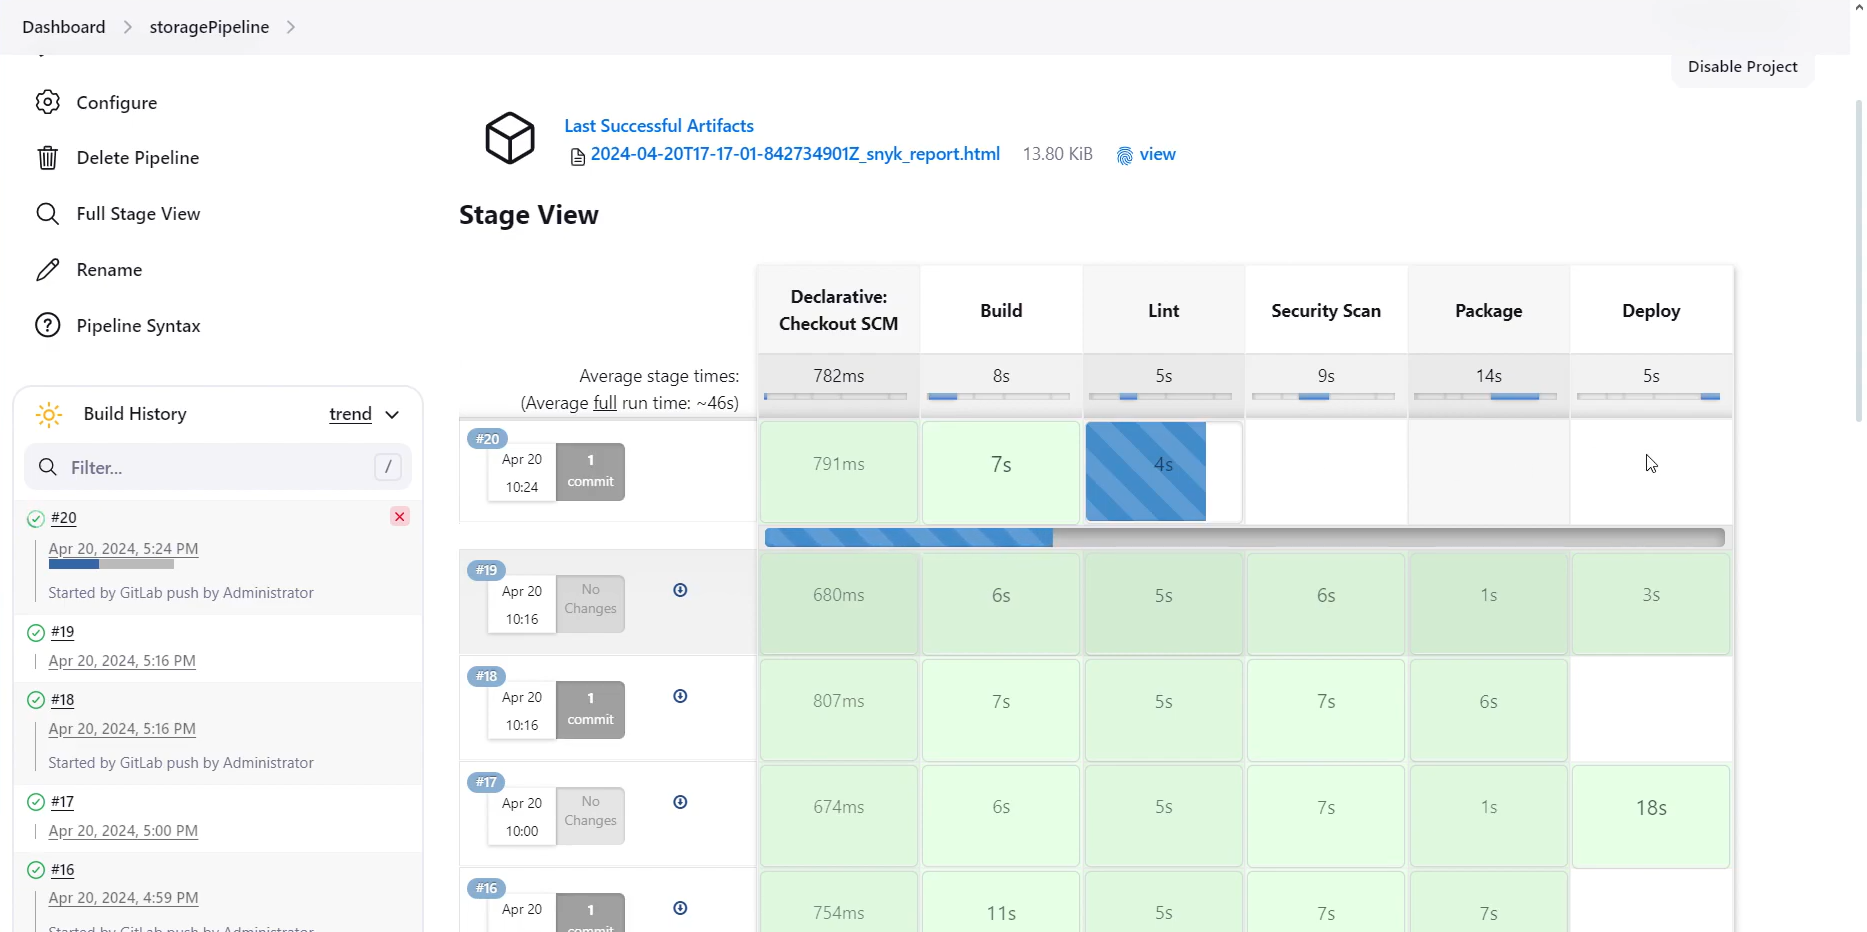 Dashboard
storagePipeline
Disable Project
Configure
Delete Pipeline
Full Stage View
Rename
Pipeline Syntax
Build History
trend
Filter...
/
#20
Apr 20, 2024, 5:24 PM
Started by GitLab push by Administrator
#19
Apr 20, 2024, 5:16 PM
#18
Apr 20, 2024, 5:16 PM
Started by GitLab push by Administrator
#17
Apr 20, 2024, 5:00 PM
#16
Apr 20, 2024, 4:59 PM
Started by GitLab push by Administrator
Last Successful Artifacts
2024-04-20T17-17-01-842734901Z_snyk_report.html 13.80 KiB view
Stage View
Declarative:
Checkout SCM
Build
Lint
Security Scan
Package
Deploy
Average stage times:
(Average full run time: ~46s)
782ms
8s
5s
9s
14s
5s
#20
Apr 20
10:24
1
commit
791ms
7s
4s
#19
Apr 20
10:16
No
Changes
680ms
6s
5s
6s
1s
3s
#18
Apr 20
10:16
1
commit
807ms
7s
5s
7s
6s
#17
Apr 20
10:00
No
Changes
674ms
6s
5s
7s
1s
18s
#16
Apr 20
1
commit
754ms
11s
5s
7s
7s